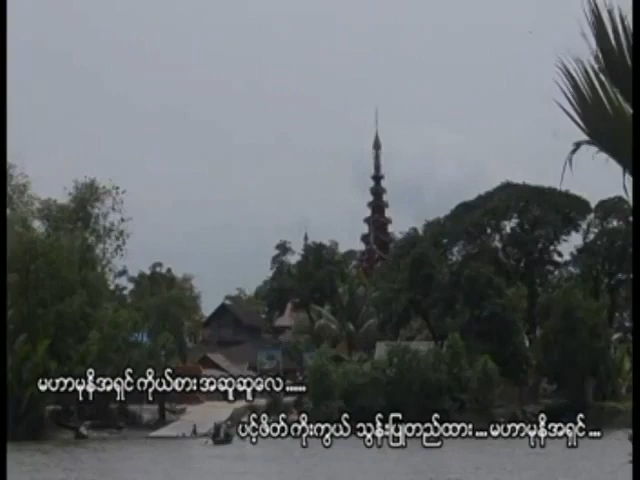 မဟာမုနိအရှင် ကိုယ်စား အဆူဆူလေ......
ပင့်ဖိတ် ကိုးကွယ် သွန်းပြုတည်ထား...မဟာမုနိအရှင်...